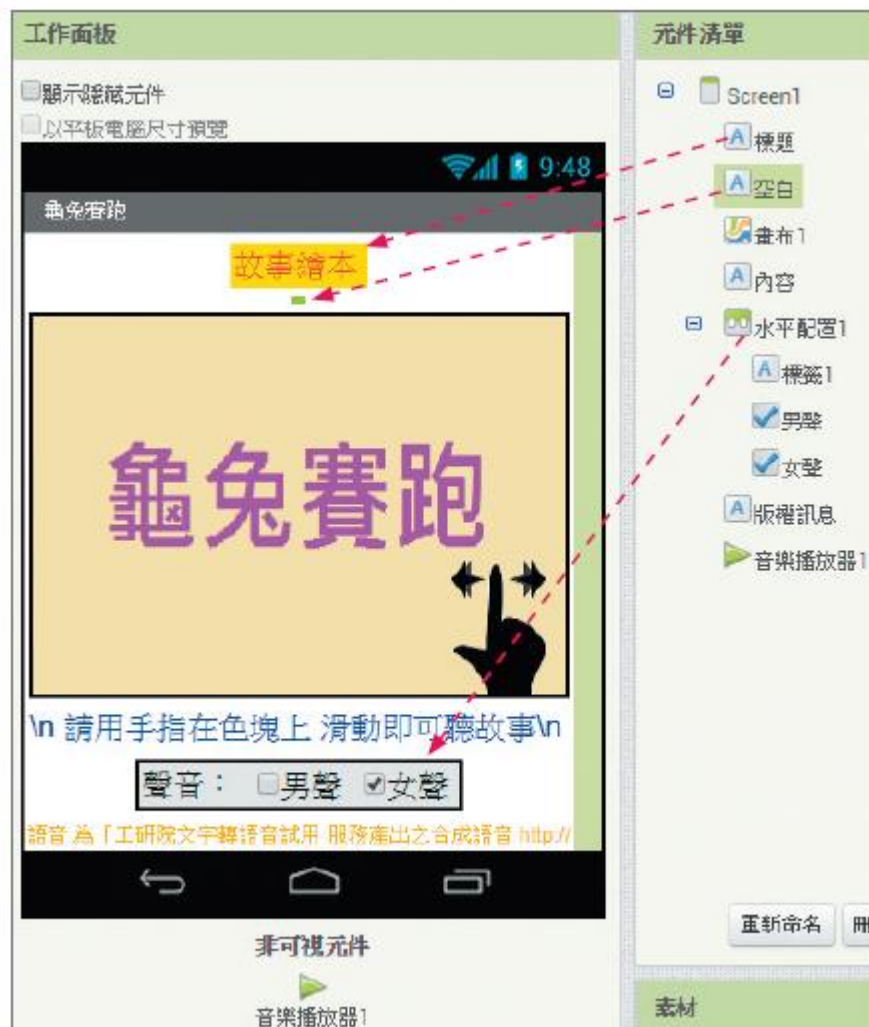 工作面板
顯示隱藏元件
以平板電腦尺寸預覽
9:48
龜兔賽跑
故事繪本
龜兔賽跑
\n 請用手指在色塊上 滑動即可聽故事\n
聲音： 男聲 女聲
語音 為「工研院文字轉語音試用 服務產出之合成語音 http://
非可視元件
音樂播放器1
元件清單
Screen1
A 標題
A 空白
畫布1
A 內容
水平配置1
A 標籤1
男聲
女聲
A 版權訊息
音樂播放器1
重新命名
刪
素材